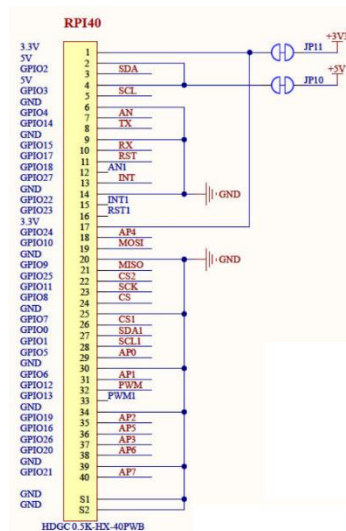 RPI40
3.3V 1 JP11 +3V3
5V 2
GPIO2 3 SDA
5V 4 JP10 +5V
GPIO3 5 SCL
GND 6
GPIO4 7 AN
GPIO14 8 TX
GND 9
GPIO15 10 RX
GPIO17 11 RST
GPIO18 12 AN1
GPIO27 13 INT
GND 14 GND
GPIO22 15 INT1
GPIO23 16 RST1
3.3V 17
GPIO24 18 AP4
GPIO10 19 MOSI
GND 20 GND
GPIO9 21 MISO
GPIO25 22 CS2
GPIO11 23 SCK
GPIO8 24 CS
GND 25
GPIO7 26 CS1
GPIO0 27 SDA1
GPIO1 28 SCL1
GPIO5 29 AP0
GND 30
GPIO6 31 AP1
GPIO12 32 PWM
GPIO13 33 PWM1
GND 34
GPIO19 35 AP2
GPIO16 36 AP5
GPIO26 37 AP3
GPIO20 38 AP6
GND 39
GPIO21 40 AP7
GND S1
GND S2
HDGC 0.5K-HX-40PWB